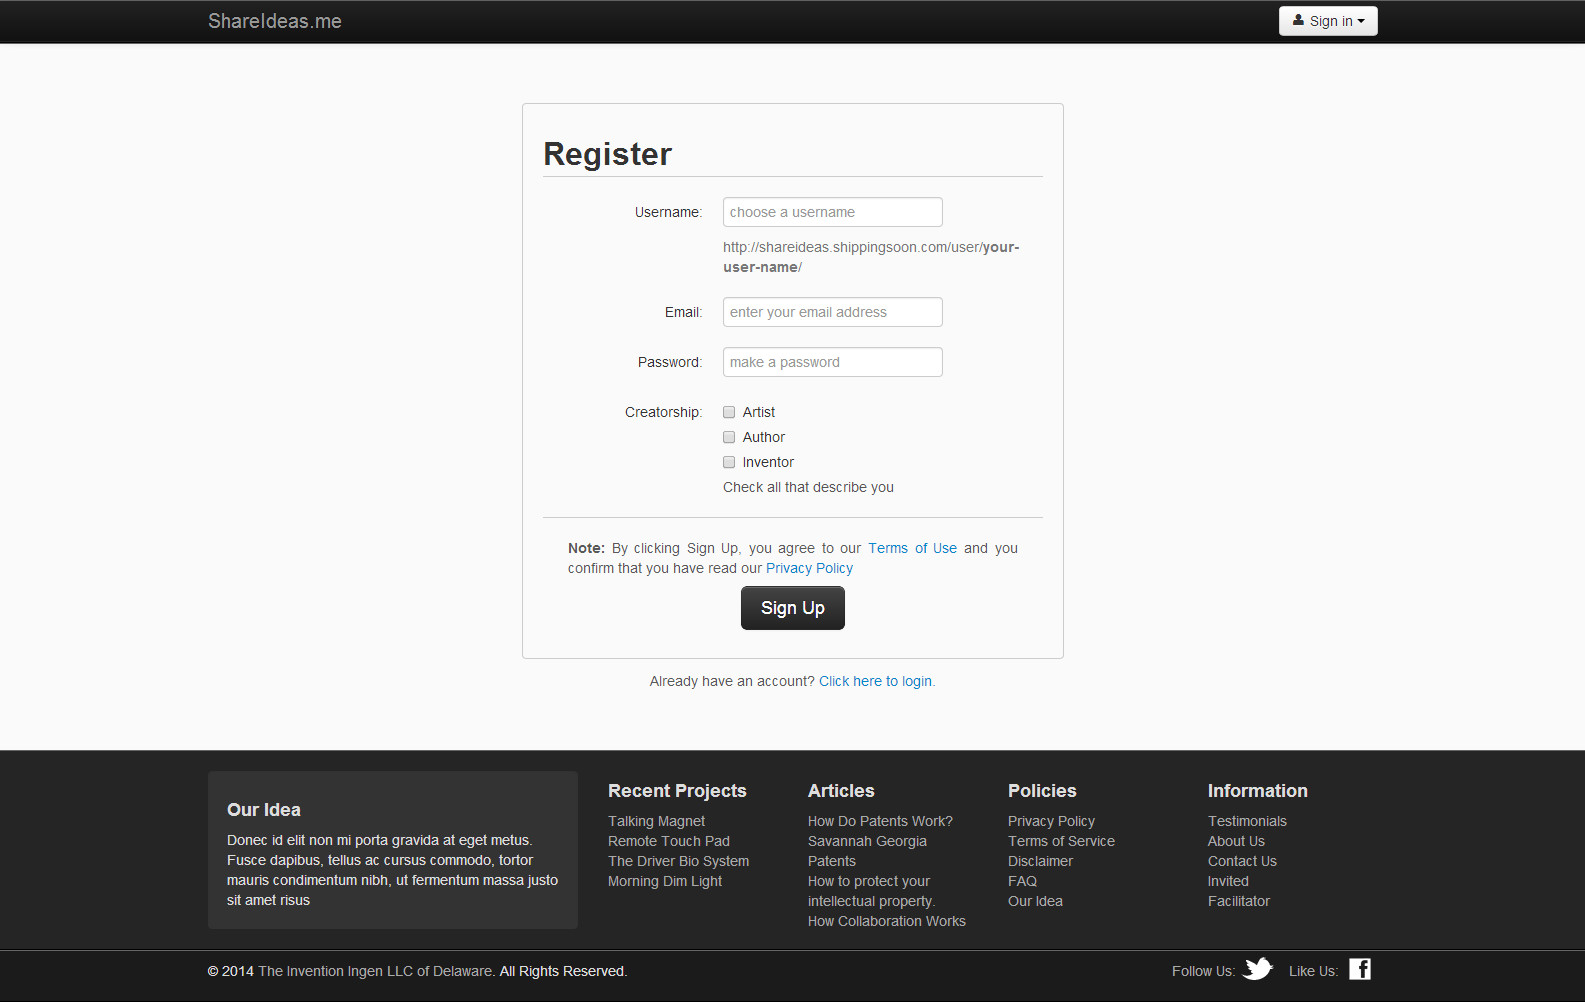 ShareIdeas.me
Sign in
Register
Username:
choose a username
http://shareideas.shippingsoon.com/user/your-
user-name/
Email:
enter your email address
Password:
make a password
Creatorship:
Artist
Author
Inventor
Check all that describe you
Note: By clicking Sign Up, you agree to our Terms of Use and you
confirm that you have read our Privacy Policy
Sign Up
Already have an account? Click here to login.
Our Idea
Donec id elit non mi porta gravida at eget metus.
Fusce dapibus, tellus ac cursus commodo, tortor
mauris condimentum nibh, ut fermentum massa justo
sit amet risus
Recent Projects
Talking Magnet
Remote Touch Pad
The Driver Bio System
Morning Dim Light
Articles
How Do Patents Work?
Savannah Georgia
Patents
How to protect your
intellectual property.
How Collaboration Works
Policies
Privacy Policy
Terms of Service
Disclaimer
FAQ
Our Idea
Information
Testimonials
About Us
Contact Us
Invited
Facilitator
© 2014 The Invention Ingen LLC of Delaware. All Rights Reserved.
Follow Us:
Like Us: